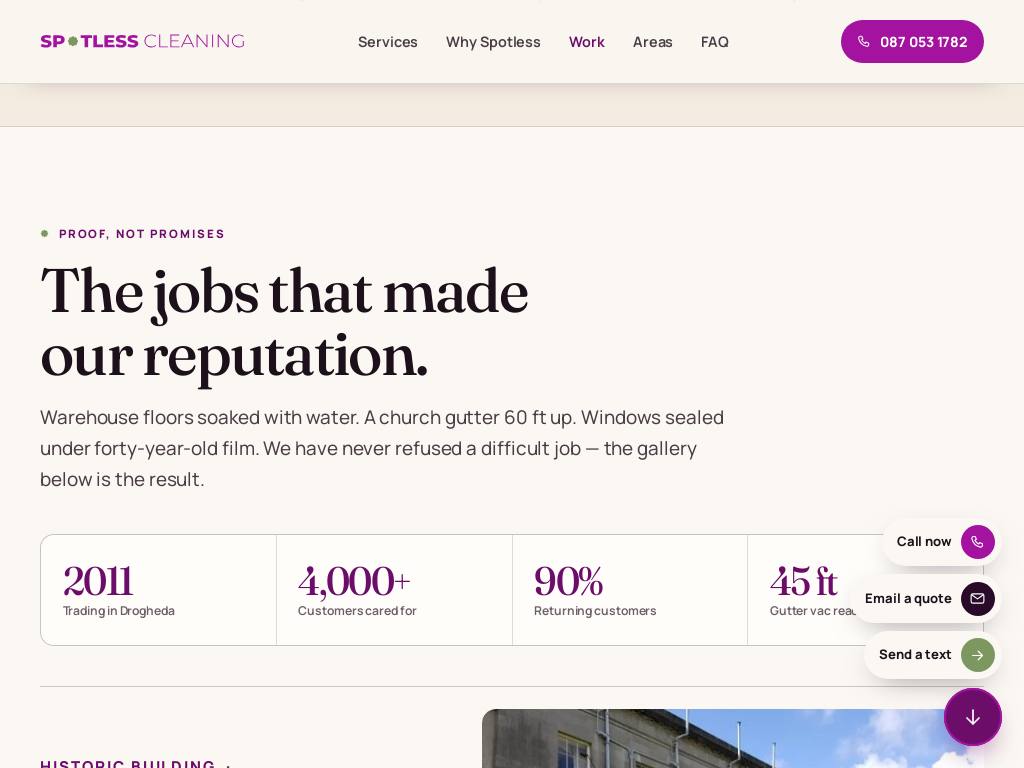 SPOTLESS CLEANING
Services
Why Spotless
Work
Areas
FAQ
087 053 1782
PROOF, NOT PROMISES
The jobs that made
our reputation.
Warehouse floors soaked with water. A church gutter 60 ft up. Windows sealed
under forty-year-old film. We have never refused a difficult job — the gallery
below is the result.
2011
Trading in Drogheda
4,000+
Customers cared for
90%
Returning customers
45 ft
Gutter vac
Call now
Email a quote
Send a text
HISTORIC BUILDING ·